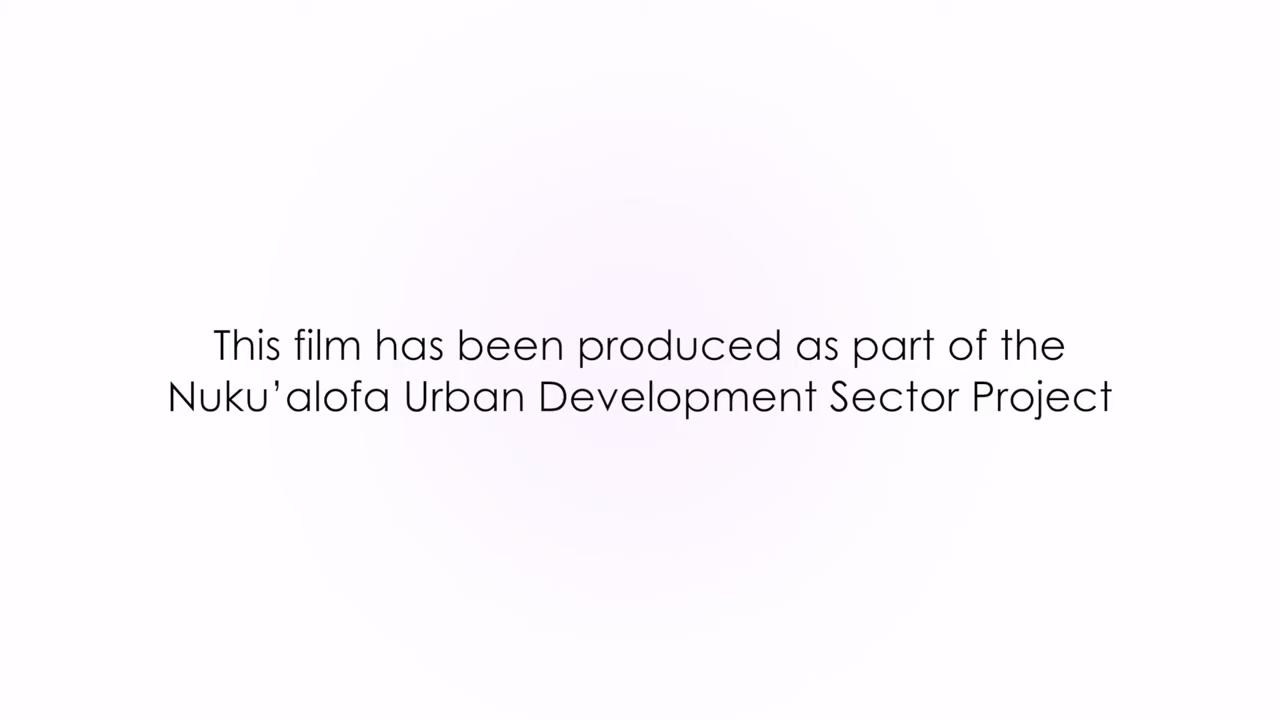 This film has been produced as part of the
Nuku’alofa Urban Development Sector Project